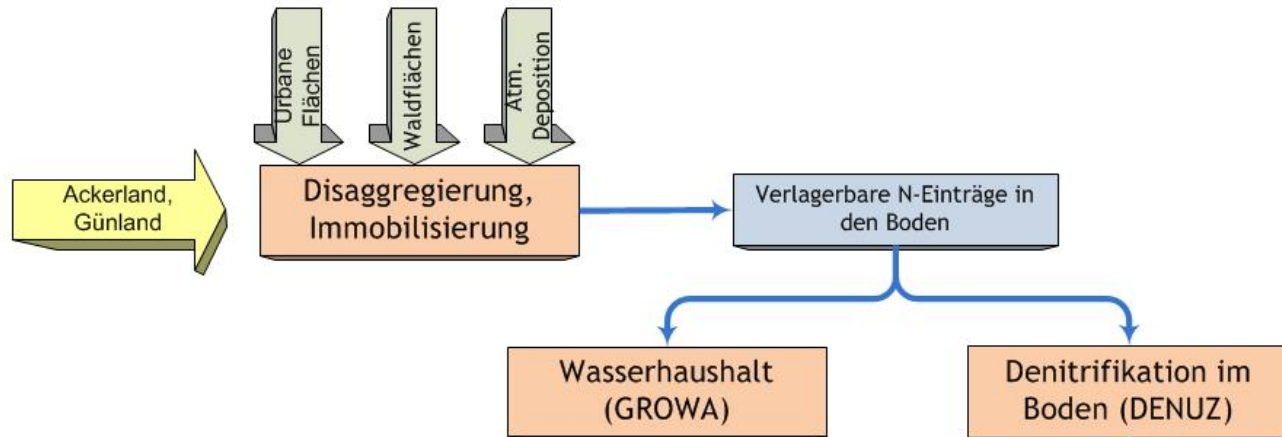 Urbane
Flächen
Waldflächen
Atm.
Deposition
Ackerland,
Günland
Disaggregierung,
Immobilisierung
Verlagerbare N-Einträge in
den Boden
Wasserhaushalt
(GROWA)
Denitrifikation im
Boden (DENUZ)